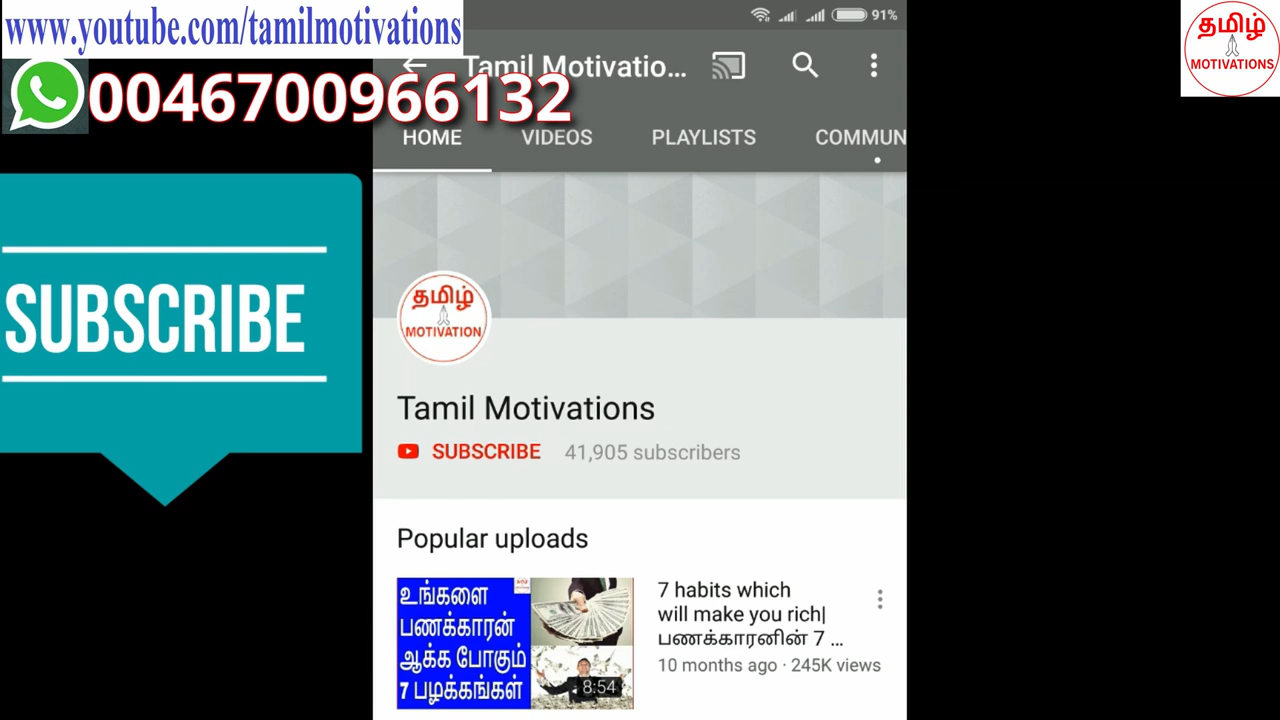 www.youtube.com/tamilmotivations
0046700966132
91%
தமிழ்
MOTIVATIONS
Tamil Motivatio...
HOME
VIDEOS
PLAYLISTS
COMMUN
SUBSCRIBE
தமிழ்
MOTIVATION
Tamil Motivations
SUBSCRIBE 41,905 subscribers
Popular uploads
உங்களை
பணக்காரன்
ஆக்க போகும்
7 பழக்கங்கள்
8:54
7 habits which
will make you rich|
பணக்காரனின் 7 ...
10 months ago · 245K views